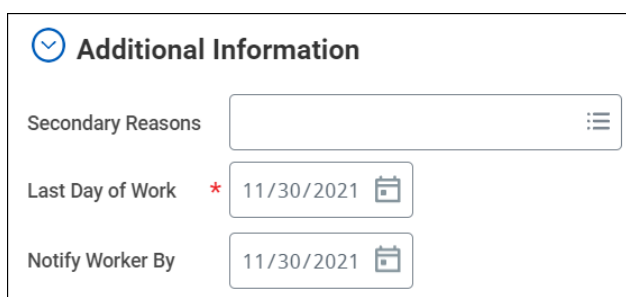 Additional Information
Secondary Reasons
Last Day of Work * 11/30/2021
Notify Worker By 11/30/2021